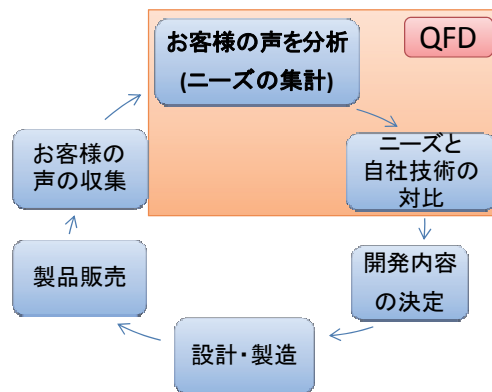 お客様の声を分析
(ニーズの集計)
QFD
ニーズと
自社技術の
対比
開発内容
の決定
設計・製造
製品販売
お客様の
声の収集